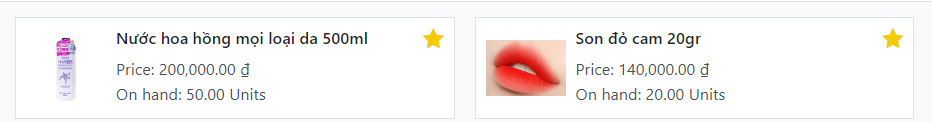 Nước hoa hồng mọi loại da 500ml
Price: 200,000.00 ₫
On hand: 50.00 Units
Son đỏ cam 20gr
Price: 140,000.00 ₫
On hand: 20.00 Units